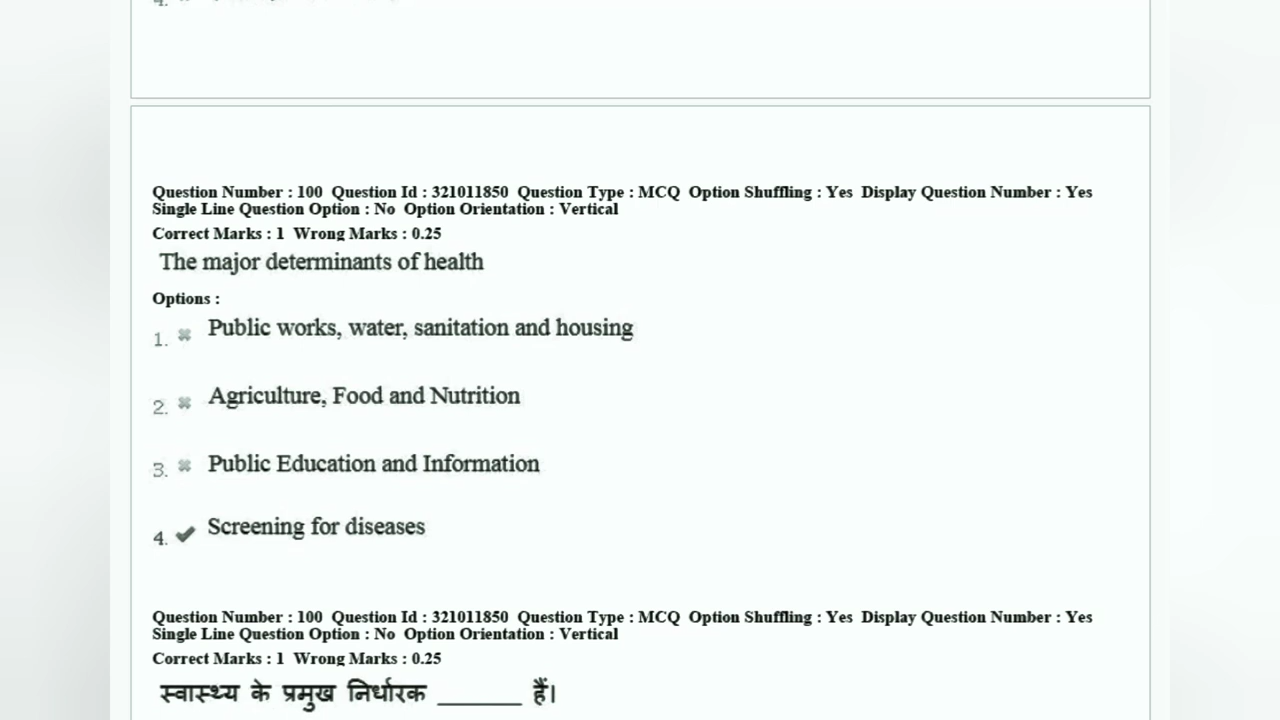 4.
Question Number : 100 Question Id : 321011850 Question Type : MCQ Option Shuffling : Yes Display Question Number : Yes
Single Line Question Option : No Option Orientation : Vertical
Correct Marks : 1 Wrong Marks : 0.25
The major determinants of health
Options :
1. Public works, water, sanitation and housing
2. Agriculture, Food and Nutrition
3. Public Education and Information
4. Screening for diseases
Question Number : 100 Question Id : 321011850 Question Type : MCQ Option Shuffling : Yes Display Question Number : Yes
Single Line Question Option : No Option Orientation : Vertical
Correct Marks : 1 Wrong Marks : 0.25
स्वास्थ्य के प्रमुख निर्धारक ______ हैं।